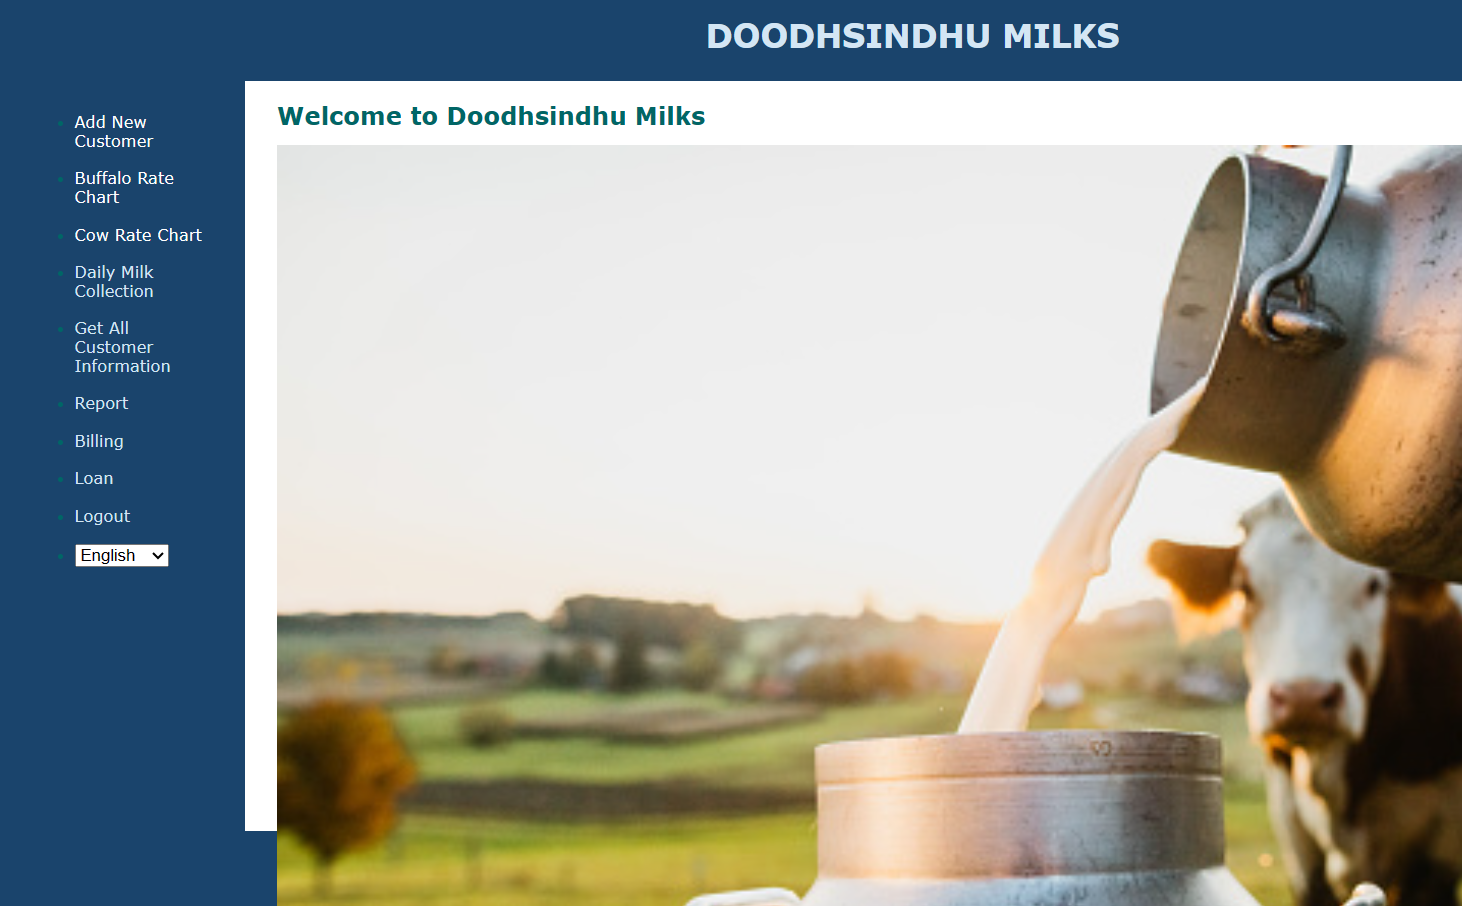 DOODHSINDHU MILKS
Welcome to Doodhsindhu Milks
Add New
Customer
Buffalo Rate
Chart
Cow Rate Chart
Daily Milk
Collection
Get All
Customer
Information
Report
Billing
Loan
Logout
English